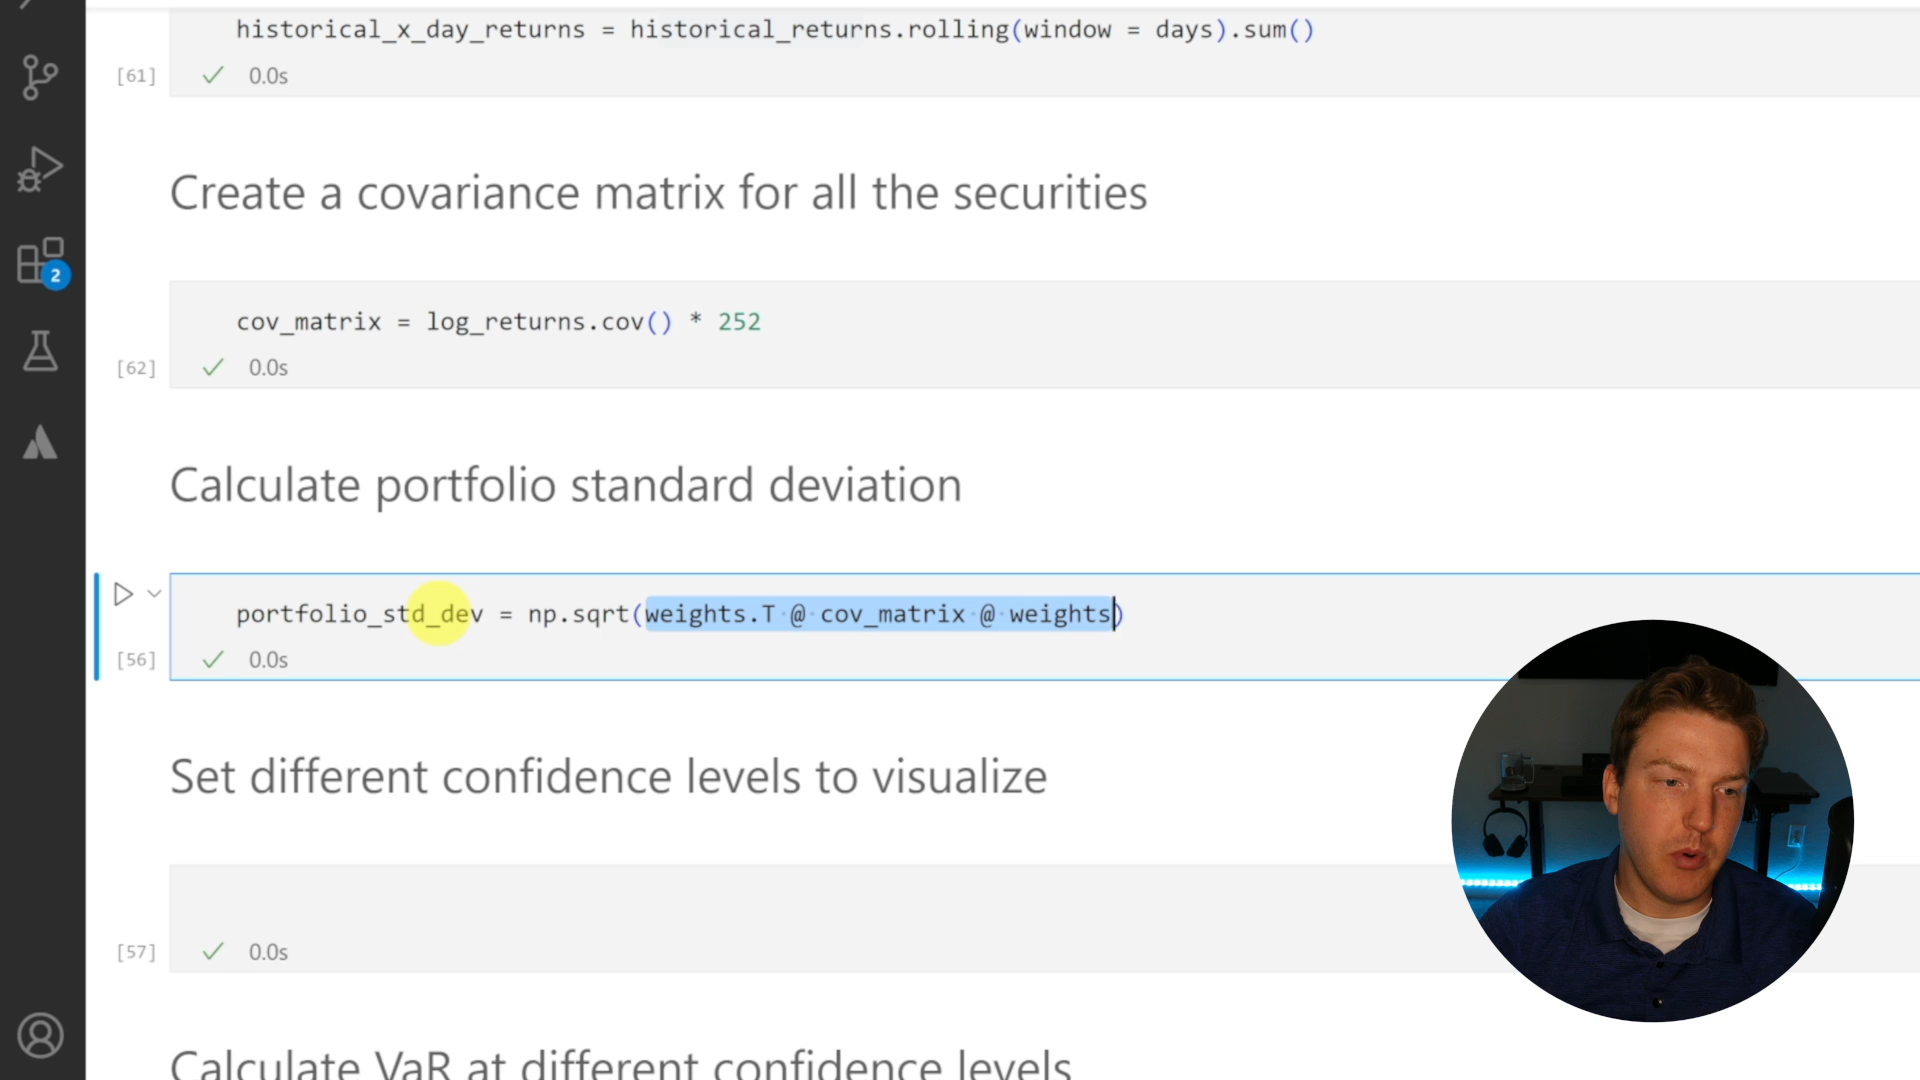 historical_x_day_returns = historical_returns.rolling(window = days).sum()
[61] 0.0s
Create a covariance matrix for all the securities
cov_matrix = log_returns.cov() * 252
[62] 0.0s
2
Calculate portfolio standard deviation
portfolio_std_dev = np.sqrt(weights.T @ cov_matrix @ weights)
[56] 0.0s
Set different confidence levels to visualize
[57] 0.0s
Calculate VaR at different confidence levels